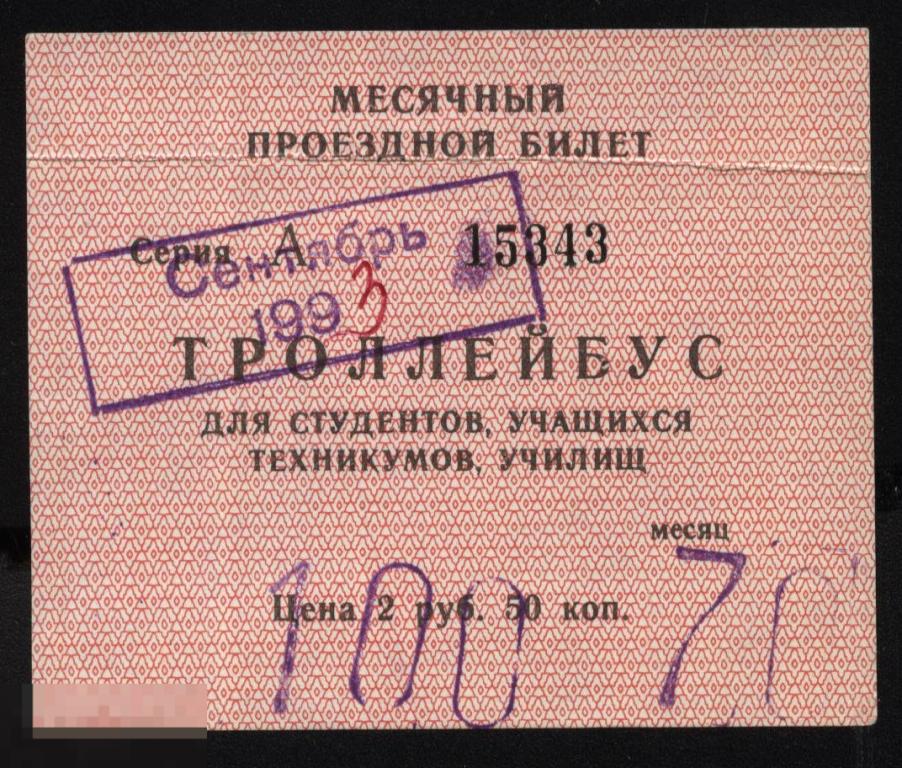 МЕСЯЧНЫЙ
ПРОЕЗДНОЙ БИЛЕТ
Серия А 15343
Сентябрь
1993
ТРОЛЛЕЙБУС
ДЛЯ СТУДЕНТОВ, УЧАЩИХСЯ
ТЕХНИКУМОВ, УЧИЛИЩ
месяц
Цена 2 руб. 50 коп.
100